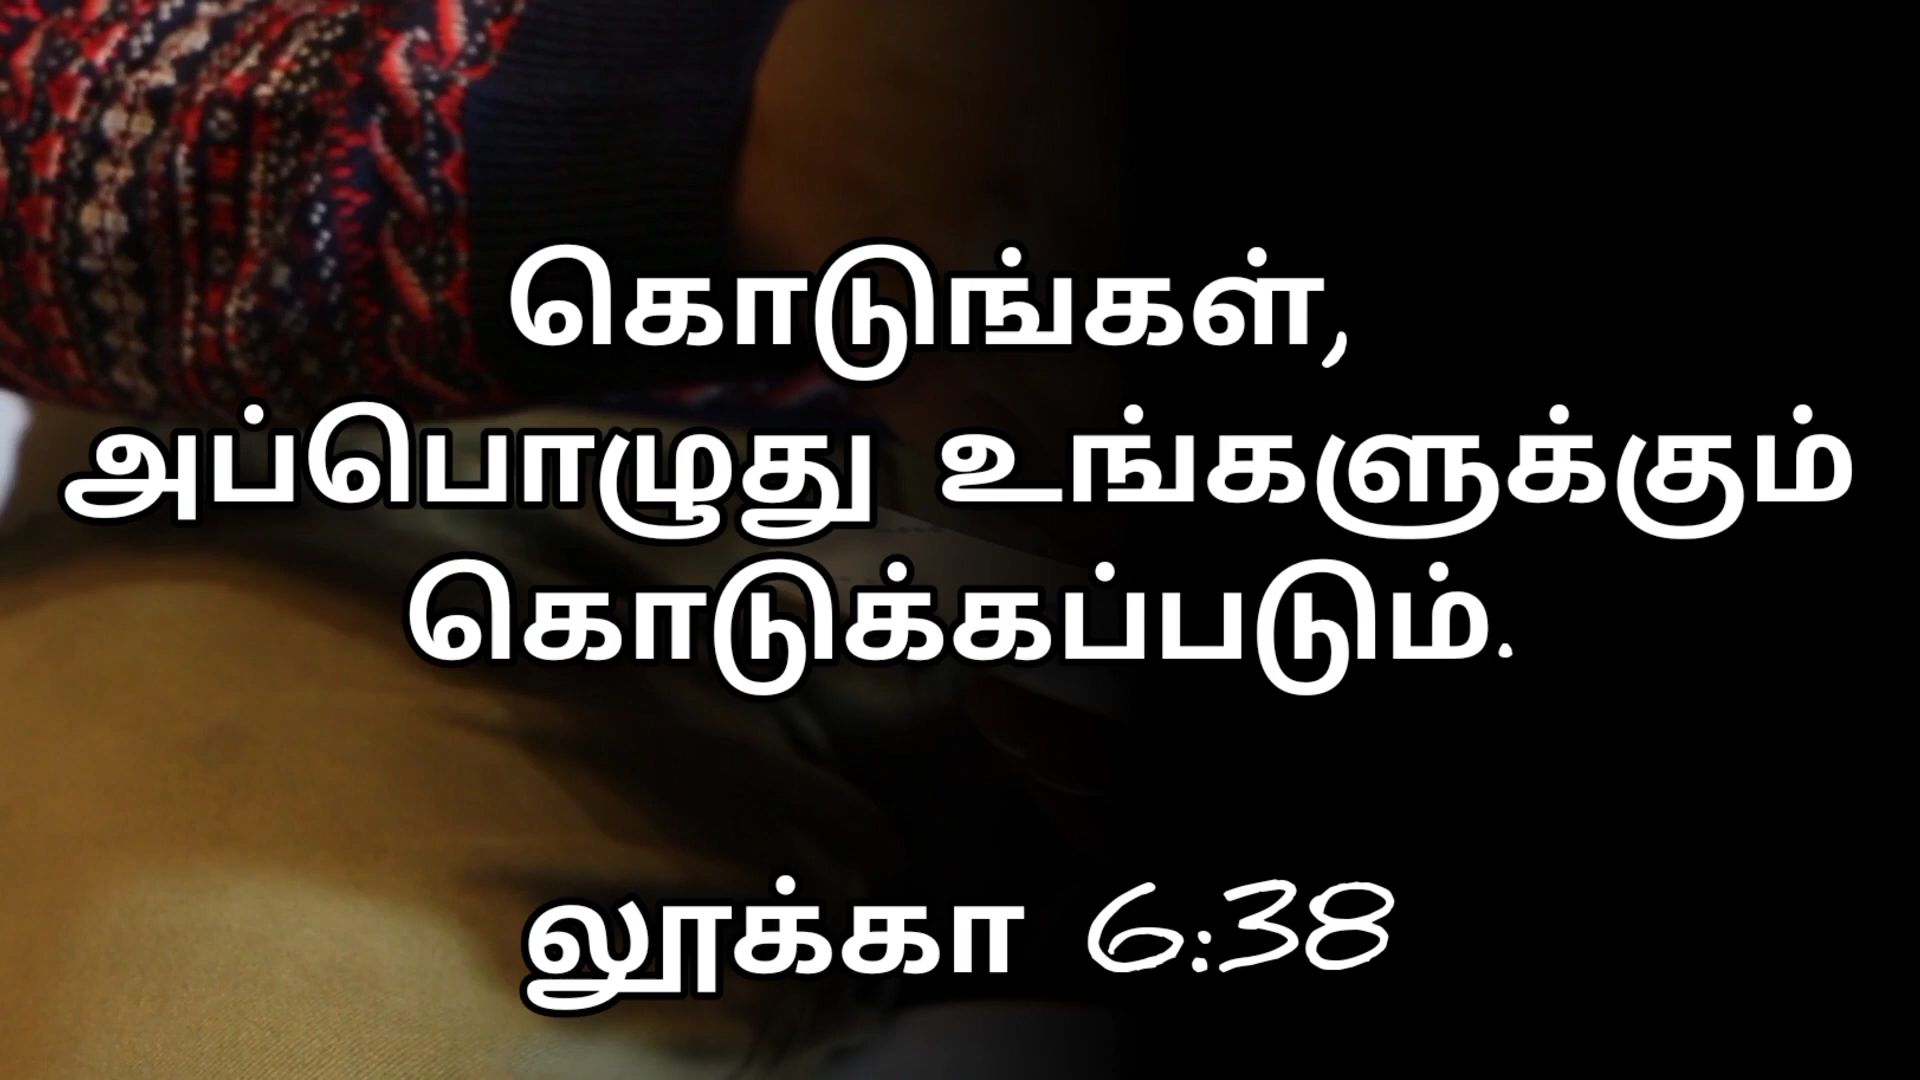 கொடுங்கள்,
அப்பொழுது உங்களுக்கும்
கொடுக்கப்படும்.
லூக்கா 6:38